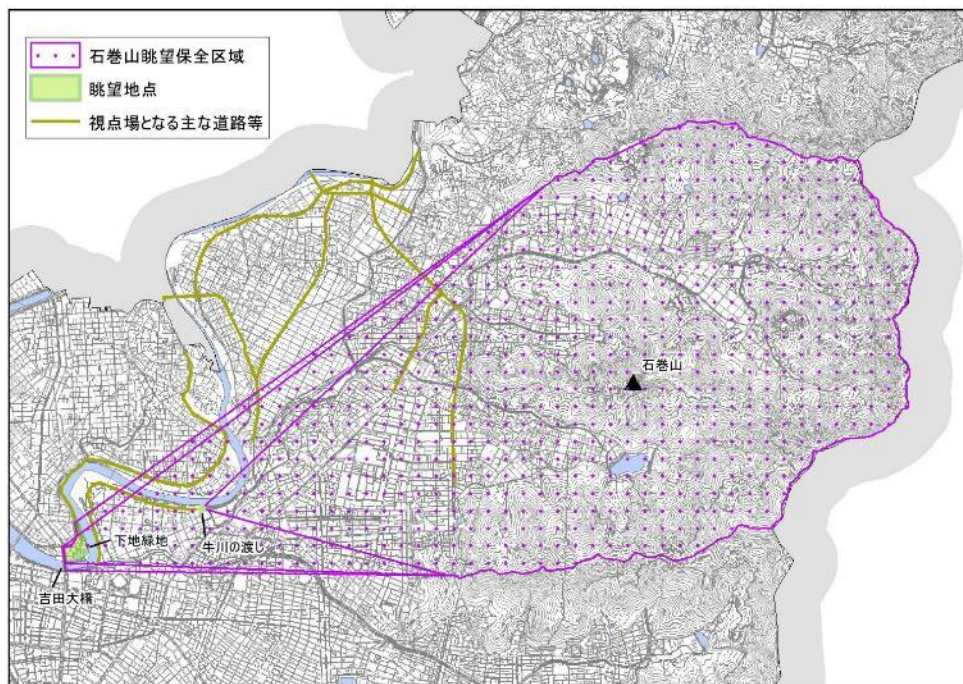 石巻山眺望保全区域
眺望地点
視点場となる主な道路等
石巻山
下地緑地
牛川の渡し
吉田大橋